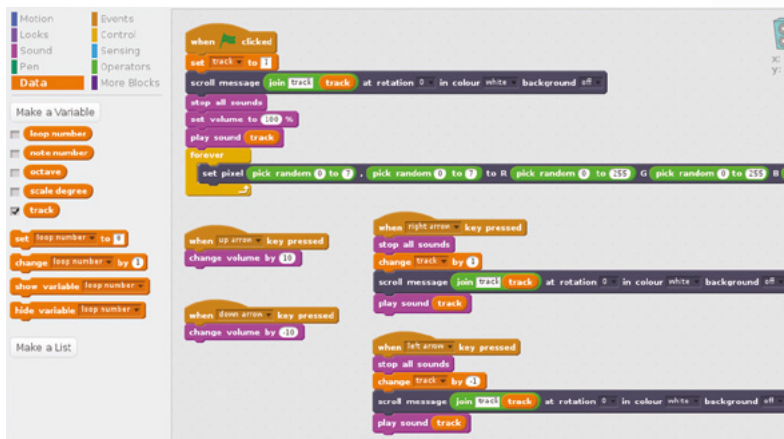 Motion
Looks
Sound
Pen
Data
Events
Control
Sensing
Operators
More Blocks
Make a Variable
loop number
note number
octave
scale degree
track
set loop number to 0
change loop number by 1
show variable loop number
hide variable loop number
Make a List
when clicked
set track to 1
scroll message join track track at rotation 0 in colour white background off
stop all sounds
set volume to 100 %
play sound track
forever
set pixel pick random 0 to 7 , pick random 0 to 7 to R pick random 0 to 255 G pick random 0 to 255 B
when up arrow key pressed
change volume by 10
when down arrow key pressed
change volume by -10
when right arrow key pressed
stop all sounds
change track by 1
scroll message join track track at rotation 0 in colour white background off
play sound track
when left arrow key pressed
stop all sounds
change track by -1
scroll message join track track at rotation 0 in colour white background off
play sound track
x:
y: